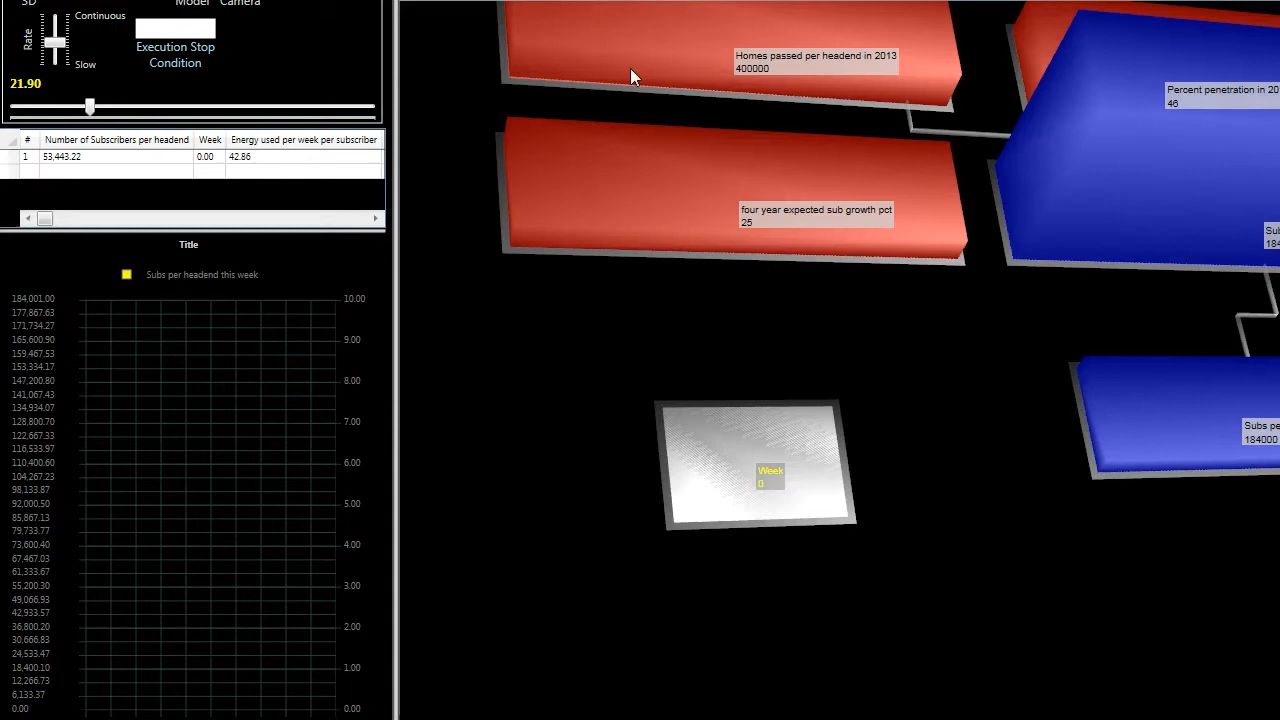 3D
Model
Camera
Continuous
Rate
Slow
Execution Stop
Condition
21.90
# Number of Subscribers per headend Week Energy used per week per subscriber
1 53,443.22 0.00 42.86
Title
Subs per headend this week
184,001.00
177,867.63
171,734.27
165,600.90
159,467.53
153,334.17
147,200.80
141,067.43
134,934.07
128,800.70
122,667.33
116,533.97
110,400.60
104,267.23
98,133.87
92,000.50
85,867.13
79,733.77
73,600.40
67,467.03
61,333.67
55,200.30
49,066.93
42,933.57
36,800.20
30,666.83
24,533.47
18,400.10
12,266.73
6,133.37
0.00
10.00
9.00
8.00
7.00
6.00
5.00
4.00
3.00
2.00
1.00
0.00
Homes passed per headend in 2013
400000
Percent penetration in 20
46
four year expected sub growth pct
25
Sub
184
Week
0
Subs pe
184000